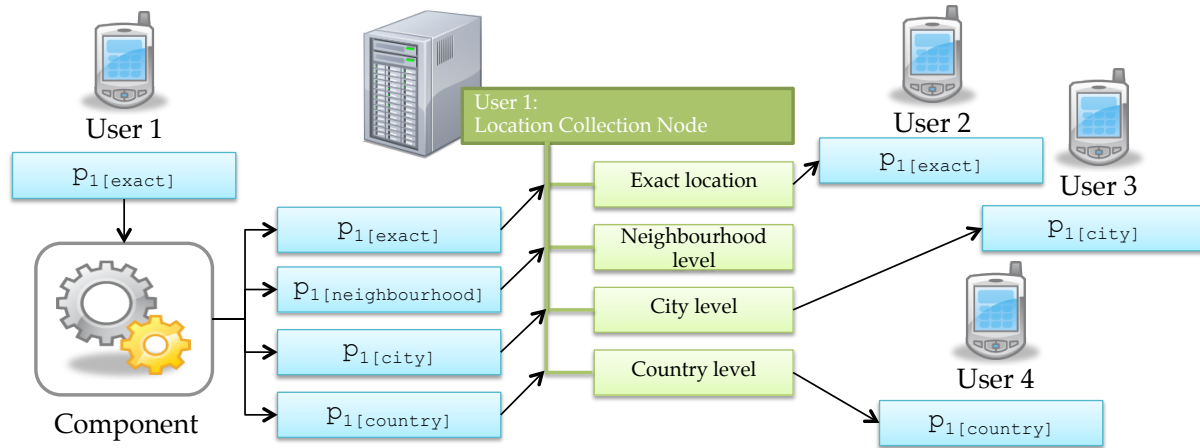 User 1
p1[exact]
Component
p1[exact]
p1[neighbourhood]
p1[city]
p1[country]
User 1:
Location Collection Node
Exact location
Neighbourhood
level
City level
Country level
User 2
p1[exact]
User 3
p1[city]
User 4
p1[country]